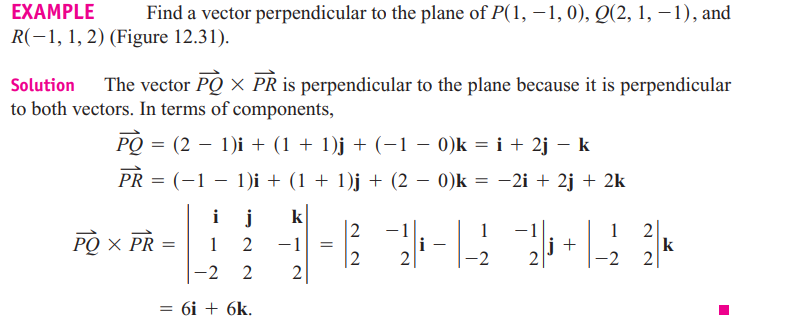 EXAMPLE Find a vector perpendicular to the plane of P(1, −1, 0), Q(2, 1, −1), and
R(−1, 1, 2) (Figure 12.31).
Solution The vector $\overrightarrow{PQ} \times \overrightarrow{PR}$ is perpendicular to the plane because it is perpendicular
to both vectors. In terms of components,
$\overrightarrow{PQ} = (2 - 1)\mathbf{i} + (1 + 1)\mathbf{j} + (-1 - 0)\mathbf{k} = \mathbf{i} + 2\mathbf{j} - \mathbf{k}$
$\overrightarrow{PR} = (-1 - 1)\mathbf{i} + (1 + 1)\mathbf{j} + (2 - 0)\mathbf{k} = -2\mathbf{i} + 2\mathbf{j} + 2\mathbf{k}$
$\overrightarrow{PQ} \times \overrightarrow{PR} = \begin{vmatrix} \mathbf{i} & \mathbf{j} & \mathbf{k} \\ 1 & 2 & -1 \\ -2 & 2 & 2 \end{vmatrix} = \begin{vmatrix} 2 & -1 \\ 2 & 2 \end{vmatrix}\mathbf{i} - \begin{vmatrix} 1 & -1 \\ -2 & 2 \end{vmatrix}\mathbf{j} + \begin{vmatrix} 1 & 2 \\ -2 & 2 \end{vmatrix}\mathbf{k}$
$= 6\mathbf{i} + 6\mathbf{k}.$